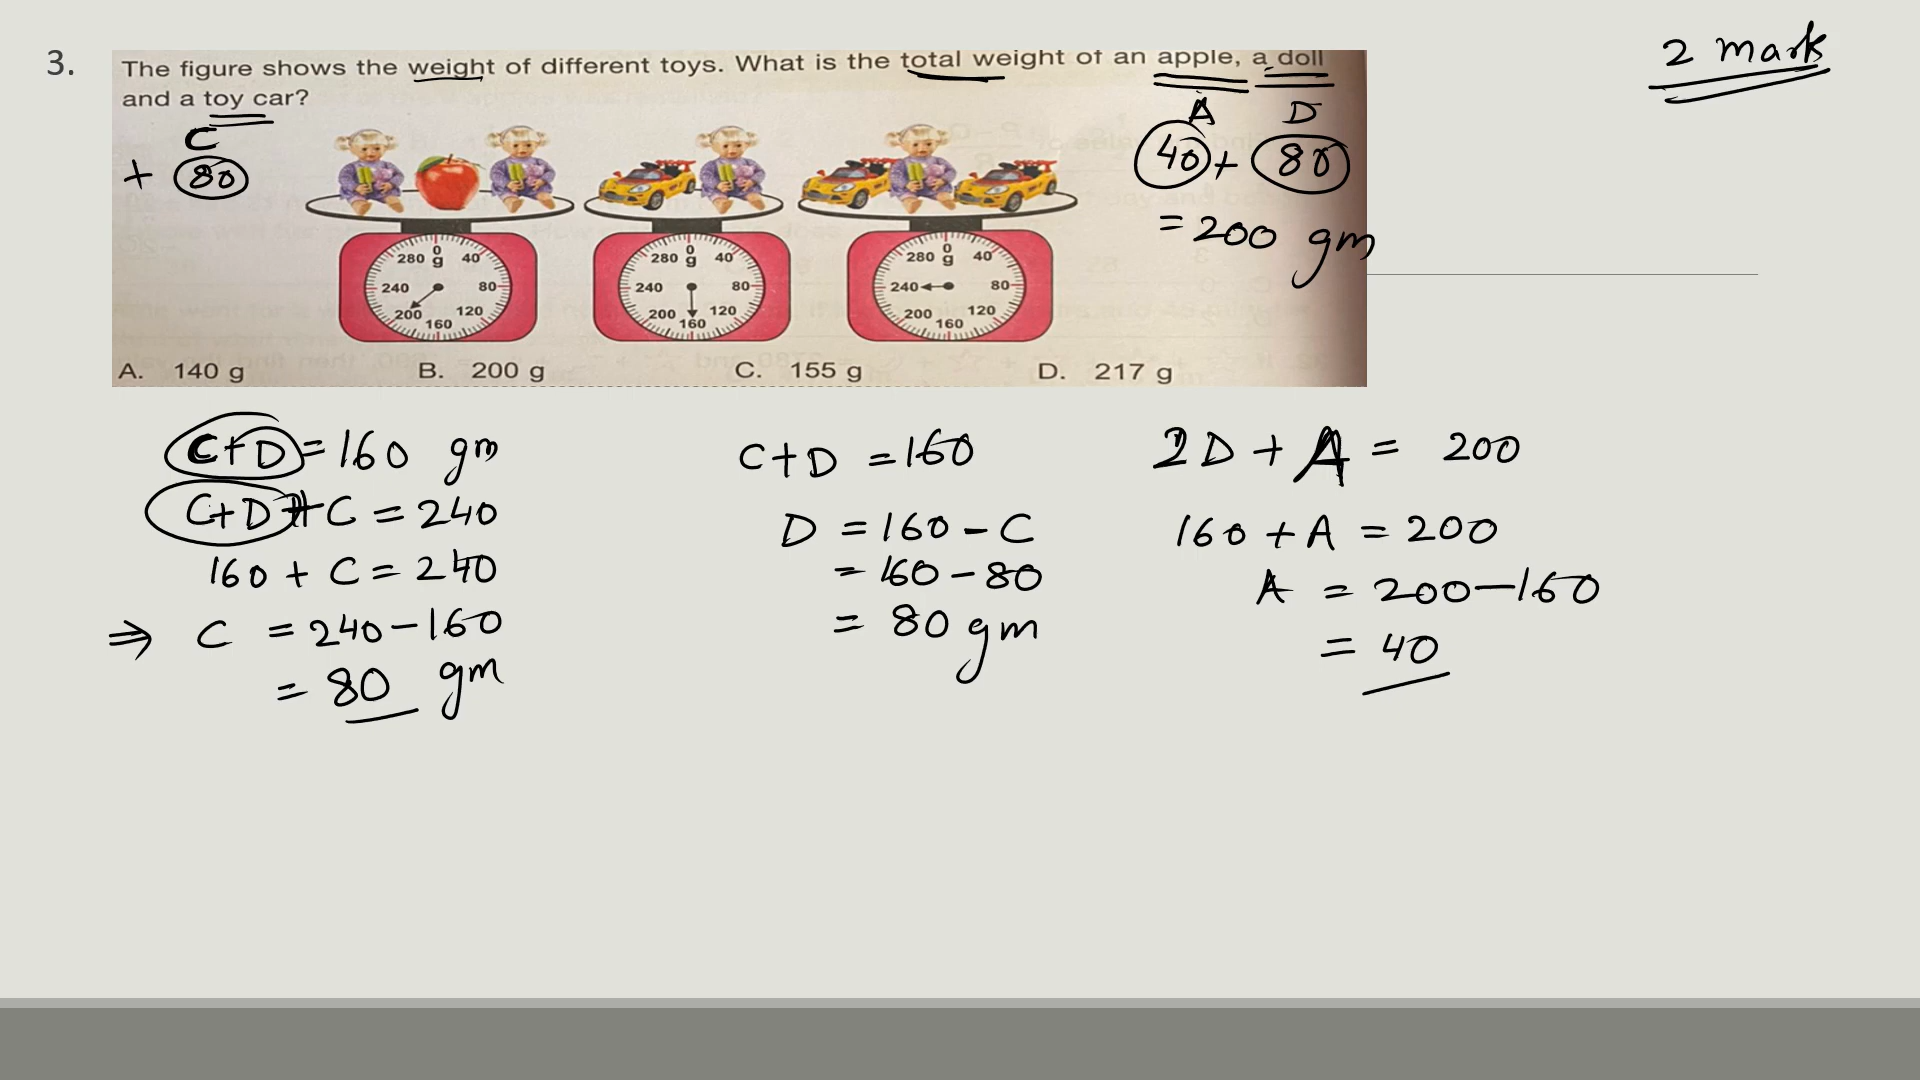 2 mark
3.
The figure shows the weight of different toys. What is the total weight of an apple, a doll
and a toy car?
A D
C
40 + 80
+ 80
= 200 gm
0 g 40 80 120 160 200 240 280
0 g 40 80 120 160 200 240 280
0 g 40 80 120 160 200 240 280
A. 140 g B. 200 g C. 155 g D. 217 g
C+D = 160 gm
C+D+C = 240
160 + C = 240
⇒ C = 240-160
= 80 gm
C+D = 160
D = 160 - C
= 160 - 80
= 80 gm
2D + A = 200
160 + A = 200
A = 200-160
= 40